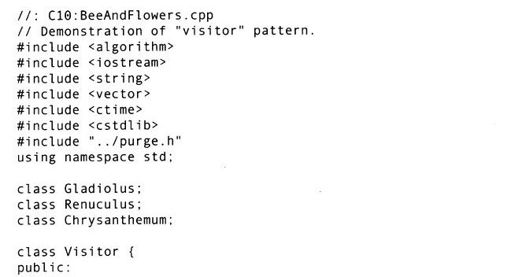 //: C10:BeeAndFlowers.cpp
// Demonstration of "visitor" pattern.
#include <algorithm>
#include <iostream>
#include <string>
#include <vector>
#include <ctime>
#include <cstdlib>
#include "../purge.h"
using namespace std;

class Gladiolus;
class Renuculus;
class Chrysanthemum;

class Visitor {
public: